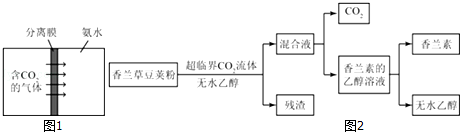 分离膜
氨水
含CO₂
的气体
图1
香兰草豆荚粉
超临界CO₂流体
无水乙醇
混合液
残渣
CO₂
香兰素的
乙醇溶液
香兰素
无水乙醇
图2